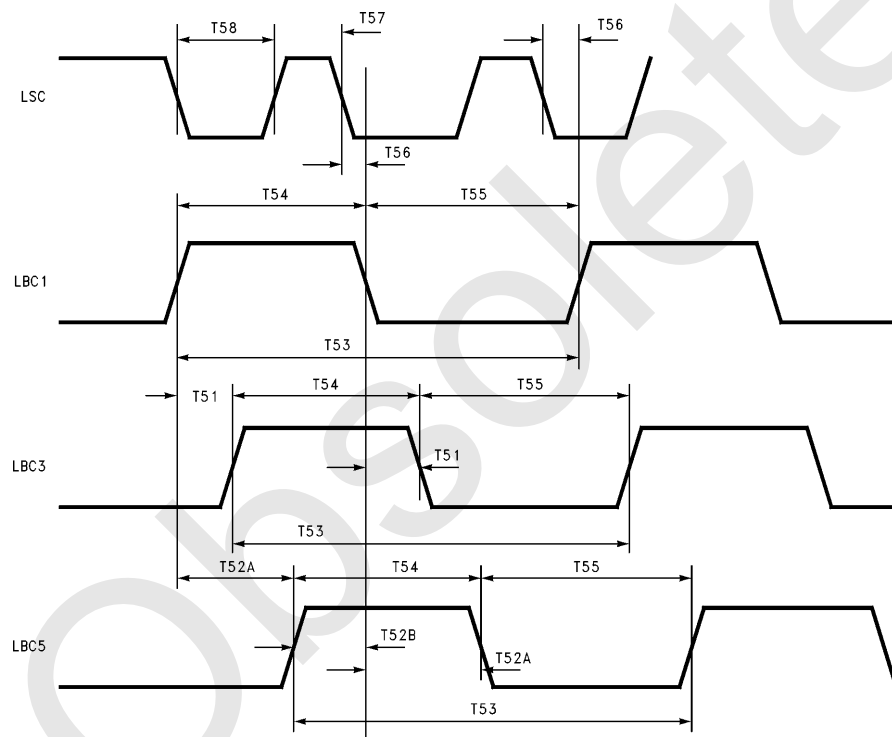 T58
T57
T56
LSC
T56
T54
T55
LBC1
T53
T51
T54
T55
LBC3
T51
T53
T52A
T54
T55
LBC5
T52B
T52A
T53
Obsolete